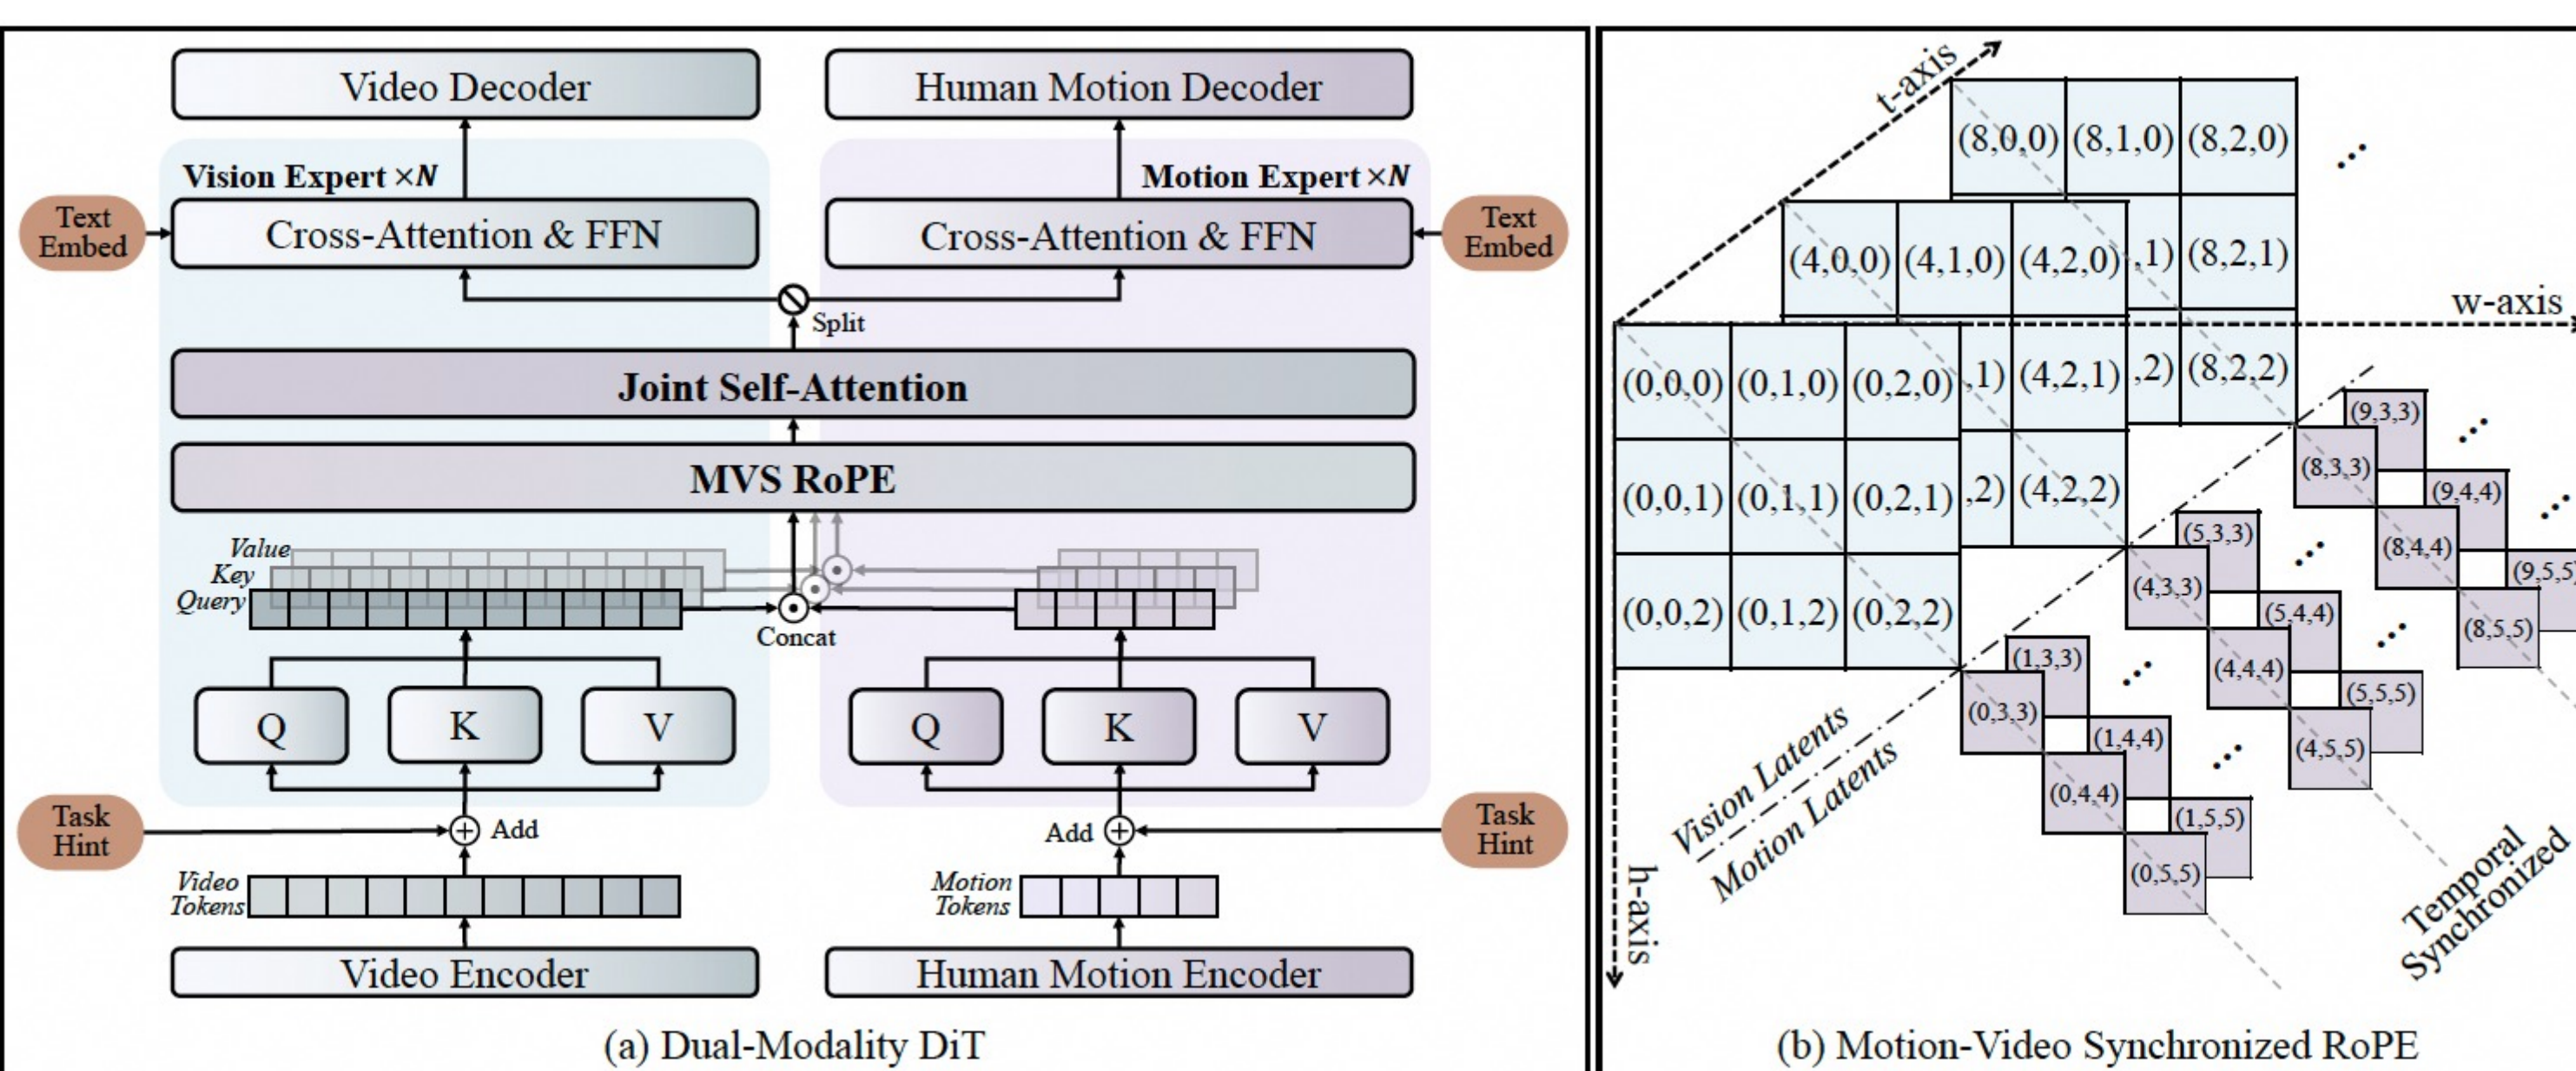 Video Decoder
Human Motion Decoder
Vision Expert ×N
Motion Expert ×N
Text
Embed
Cross-Attention & FFN
Cross-Attention & FFN
Text
Embed
Split
Joint Self-Attention
MVS RoPE
Value
Key
Query
Concat
Q
K
V
Q
K
V
Task
Hint
Add
Add
Task
Hint
Video
Tokens
Motion
Tokens
Video Encoder
Human Motion Encoder
(a) Dual-Modality DiT
t-axis
(8,0,0) (8,1,0) (8,2,0) ...
(4,0,0) (4,1,0) (4,2,0) ,1) (8,2,1)
w-axis
(0,0,0) (0,1,0) (0,2,0) ,1) (4,2,1) ,2) (8,2,2)
(0,0,1) (0,1,1) (0,2,1) ,2) (4,2,2)
(0,0,2) (0,1,2) (0,2,2)
(9,3,3) ...
(8,3,3) (9,4,4) ...
(8,4,4) (9,5,5)
(8,5,5)
(5,3,3) ...
(4,3,3) (5,4,4) ...
(4,4,4) (5,5,5)
(4,5,5)
(1,3,3) ...
(0,3,3) (1,4,4) ...
(0,4,4) (1,5,5)
(0,5,5)
Vision Latents
Motion Latents
h-axis
Temporal
Synchronized
(b) Motion-Video Synchronized RoPE